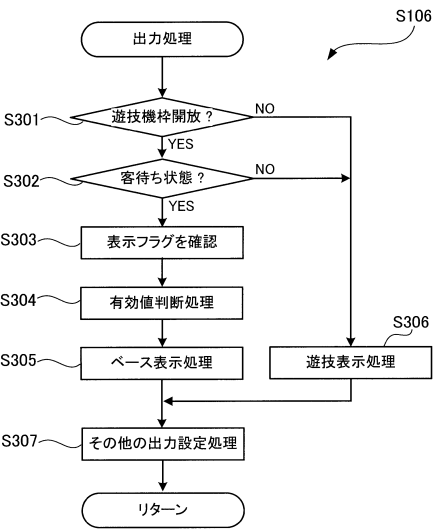 S106
出力処理
S301
遊技機枠開放？
NO
YES
S302
客待ち状態？
NO
YES
S303
表示フラグを確認
S304
有効値判断処理
S305
ベース表示処理
S306
遊技表示処理
S307
その他の出力設定処理
リターン